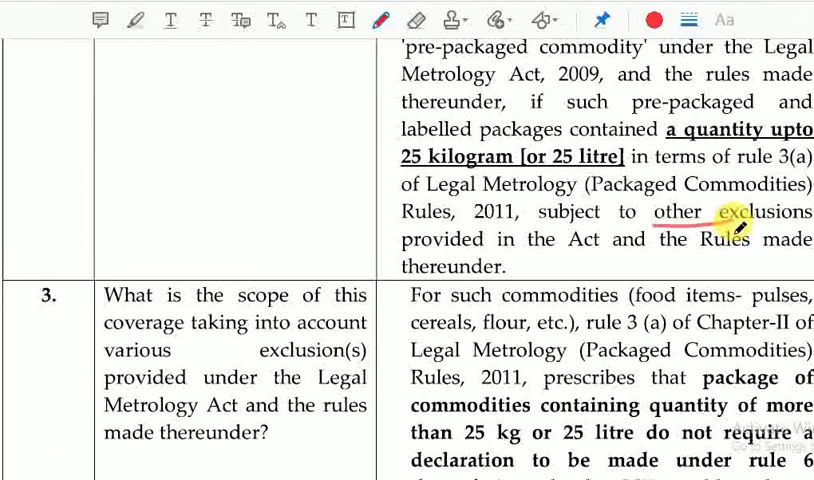 'pre-packaged commodity' under the Legal
Metrology Act, 2009, and the rules made
thereunder, if such pre-packaged and
labelled packages contained a quantity upto
25 kilogram [or 25 litre] in terms of rule 3(a)
of Legal Metrology (Packaged Commodities)
Rules, 2011, subject to other exclusions
provided in the Act and the Rules made
thereunder.
3.
What is the scope of this
coverage taking into account
various exclusion(s)
provided under the Legal
Metrology Act and the rules
made thereunder?
For such commodities (food items- pulses,
cereals, flour, etc.), rule 3 (a) of Chapter-II of
Legal Metrology (Packaged Commodities)
Rules, 2011, prescribes that package of
commodities containing quantity of more
than 25 kg or 25 litre do not require a
declaration to be made under rule 6
Aa